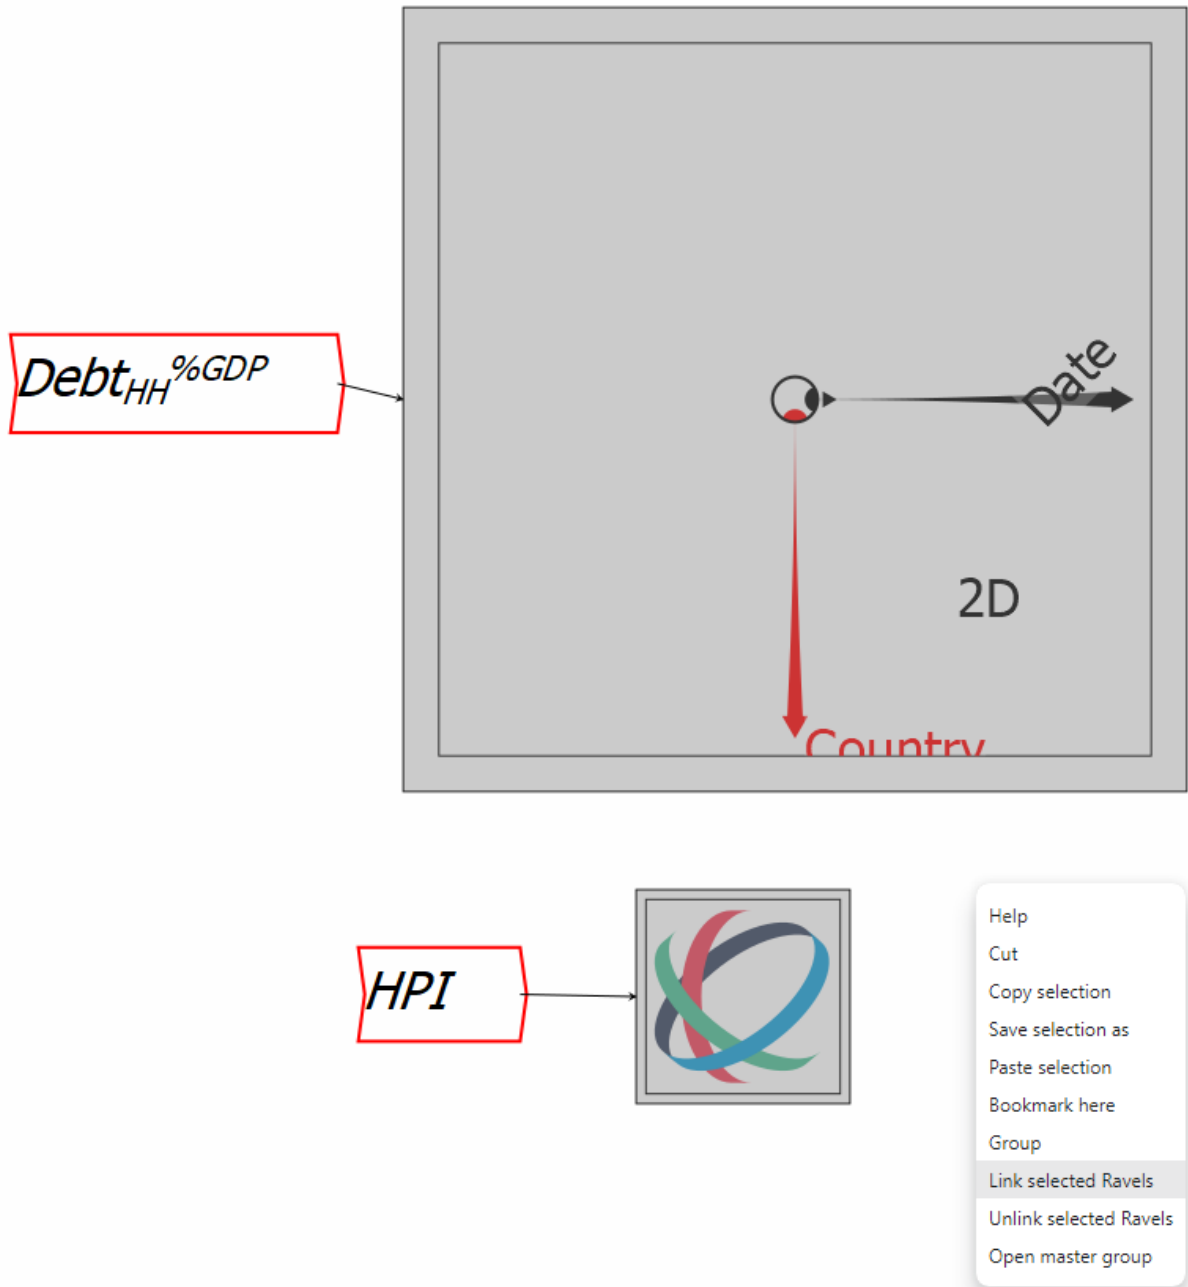 Debt_HH^%GDP
Date
2D
Country
HPI
Help
Cut
Copy selection
Save selection as
Paste selection
Bookmark here
Group
Link selected Ravels
Unlink selected Ravels
Open master group